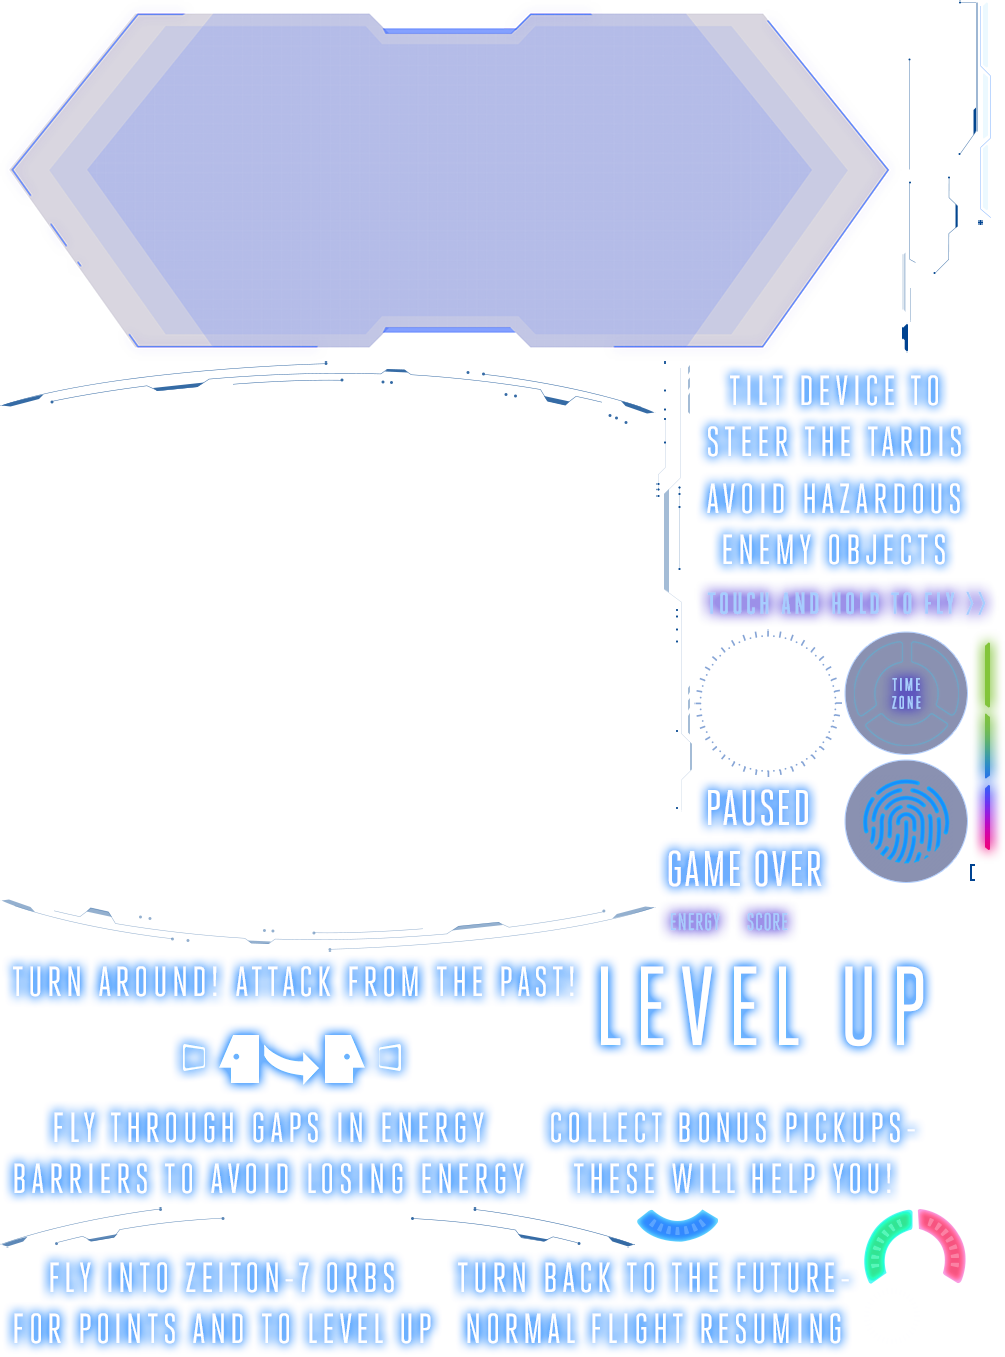 TILT DEVICE TO
STEER THE TARDIS
AVOID HAZARDOUS
ENEMY OBJECTS
TOUCH AND HOLD TO FLY >>
TIME
ZONE
PAUSED
GAME OVER
ENERGY
SCORE
TURN AROUND! ATTACK FROM THE PAST!
LEVEL UP
FLY THROUGH GAPS IN ENERGY
BARRIERS TO AVOID LOSING ENERGY
COLLECT BONUS PICKUPS-
THESE WILL HELP YOU!
FLY INTO ZEITON-7 ORBS
FOR POINTS AND TO LEVEL UP
TURN BACK TO THE FUTURE-
NORMAL FLIGHT RESUMING